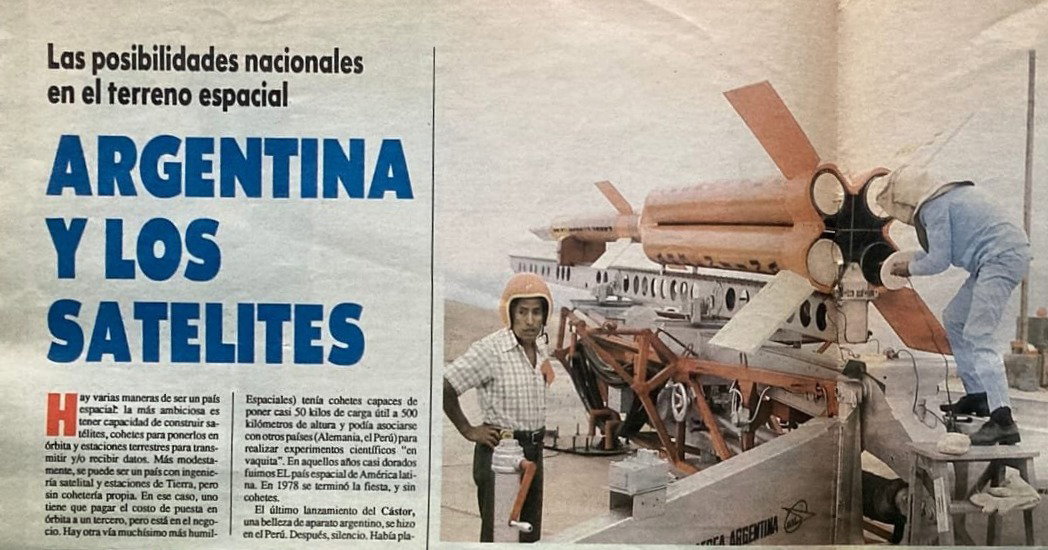 Las posibilidades nacionales
en el terreno espacial
ARGENTINA
Y LOS
SATELITES
Hay varias maneras de ser un país
espacial: la más ambiciosa es
tener capacidad de construir sa-
télites, cohetes para ponerlos en
órbita y estaciones terrestres para trans-
mitir y/o recibir datos. Más modesta-
mente, se puede ser un país con ingenie-
ría satelital y estaciones de Tierra, pero
sin cohetería propia. En ese caso, uno
tiene que pagar el costo de puesta en
órbita a un tercero, pero está en el nego-
cio. Hay otra vía muchísimo más humil-
Espaciales) tenía cohetes capaces de
poner casi 50 kilos de carga útil a 500
kilómetros de altura y podía asociarse
con otros países (Alemania, el Perú) para
realizar experimentos científicos "en
vaquita". En aquellos años casi dorados
fuimos EL país espacial de América lati-
na. En 1978 se terminó la fiesta, y sin
cohetes.
El último lanzamiento del Cástor,
una belleza de aparato argentino, se hizo
en el Perú. Después, silencio. Había pla-
ARGENTINA